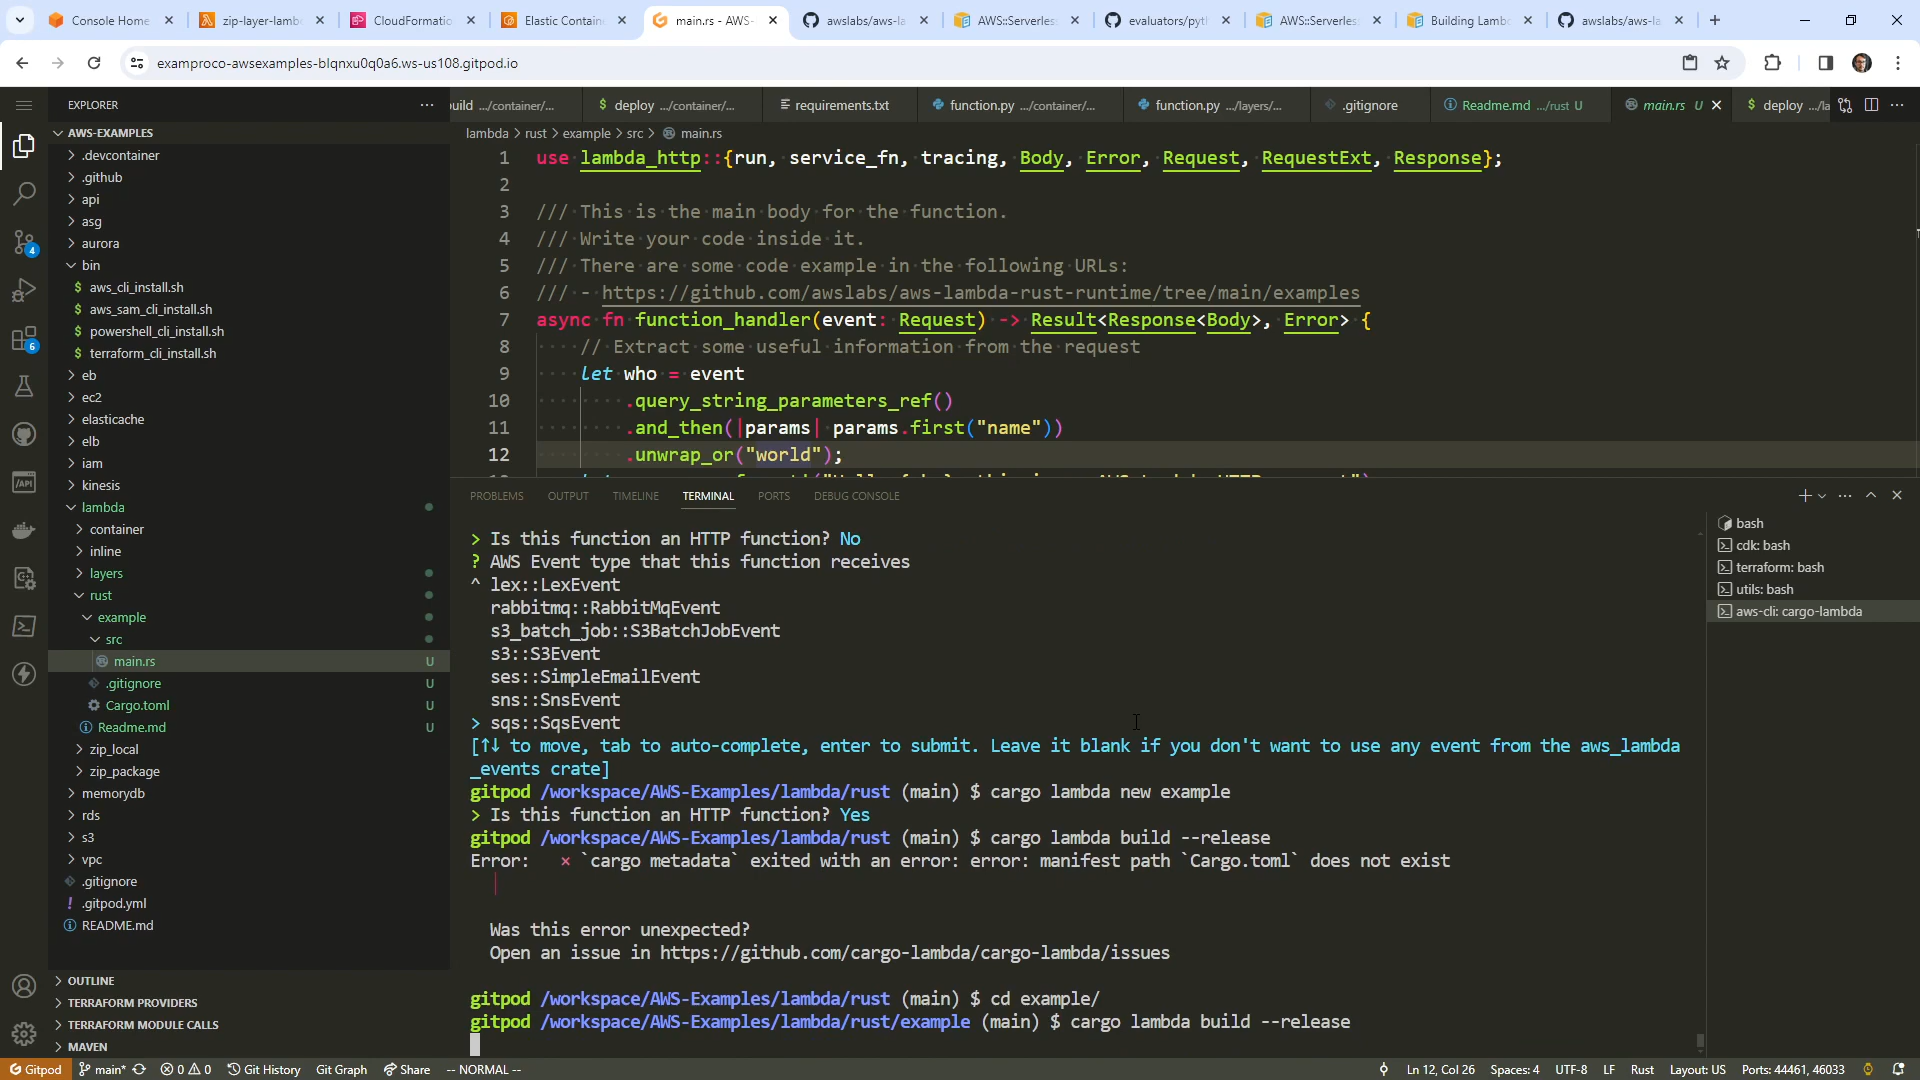 Console Home
zip-layer-lamb
CloudFormatio
Elastic Contain
main.rs - AWS-
awslabs/aws-la
AWS::Serverles
evaluators/pyth
AWS::Serverles
Building Lamb
awslabs/aws-la
examproco-awsexamples-blqnxu0q0a6.ws-us108.gitpod.io
EXPLORER
uild .../container/...
$ deploy .../container/...
requirements.txt
function.py .../container/...
function.py .../layers/...
.gitignore
Readme.md .../rust U
main.rs U
$ deploy .../la
AWS-EXAMPLES
.devcontainer
.github
api
asg
aurora
bin
$ aws_cli_install.sh
$ aws_sam_cli_install.sh
$ powershell_cli_install.sh
$ terraform_cli_install.sh
eb
ec2
elasticache
elb
iam
kinesis
lambda
container
inline
layers
rust
example
src
main.rs U
.gitignore U
Cargo.toml U
Readme.md U
zip_local
zip_package
memorydb
rds
s3
vpc
.gitignore
! .gitpod.yml
README.md
OUTLINE
TERRAFORM PROVIDERS
TERRAFORM MODULE CALLS
MAVEN
4
6
/API
lambda > rust > example > src > main.rs
1 use lambda_http::{run, service_fn, tracing, Body, Error, Request, RequestExt, Response};
2
3 /// This is the main body for the function.
4 /// Write your code inside it.
5 /// There are some code example in the following URLs:
6 /// - https://github.com/awslabs/aws-lambda-rust-runtime/tree/main/examples
7 async fn function_handler(event: Request) -> Result<Response<Body>, Error> {
8 // Extract some useful information from the request
9 let who = event
10 .query_string_parameters_ref()
11 .and_then(|params| params.first("name"))
12 .unwrap_or("world");
PROBLEMS OUTPUT TIMELINE TERMINAL PORTS DEBUG CONSOLE
> Is this function an HTTP function? No
? AWS Event type that this function receives
^ lex::LexEvent
rabbitmq::RabbitMqEvent
s3_batch_job::S3BatchJobEvent
s3::S3Event
ses::SimpleEmailEvent
sns::SnsEvent
> sqs::SqsEvent
[↑↓ to move, tab to auto-complete, enter to submit. Leave it blank if you don't want to use any event from the aws_lambda
_events crate]
gitpod /workspace/AWS-Examples/lambda/rust (main) $ cargo lambda new example
> Is this function an HTTP function? Yes
gitpod /workspace/AWS-Examples/lambda/rust (main) $ cargo lambda build --release
Error: × `cargo metadata` exited with an error: error: manifest path `Cargo.toml` does not exist
Was this error unexpected?
Open an issue in https://github.com/cargo-lambda/cargo-lambda/issues
gitpod /workspace/AWS-Examples/lambda/rust (main) $ cd example/
gitpod /workspace/AWS-Examples/lambda/rust/example (main) $ cargo lambda build --release
bash
cdk: bash
terraform: bash
utils: bash
aws-cli: cargo-lambda
Gitpod main* 0 0 Git History Git Graph Share -- NORMAL -- Ln 12, Col 26 Spaces: 4 UTF-8 LF Rust Layout: US Ports: 44461, 46033